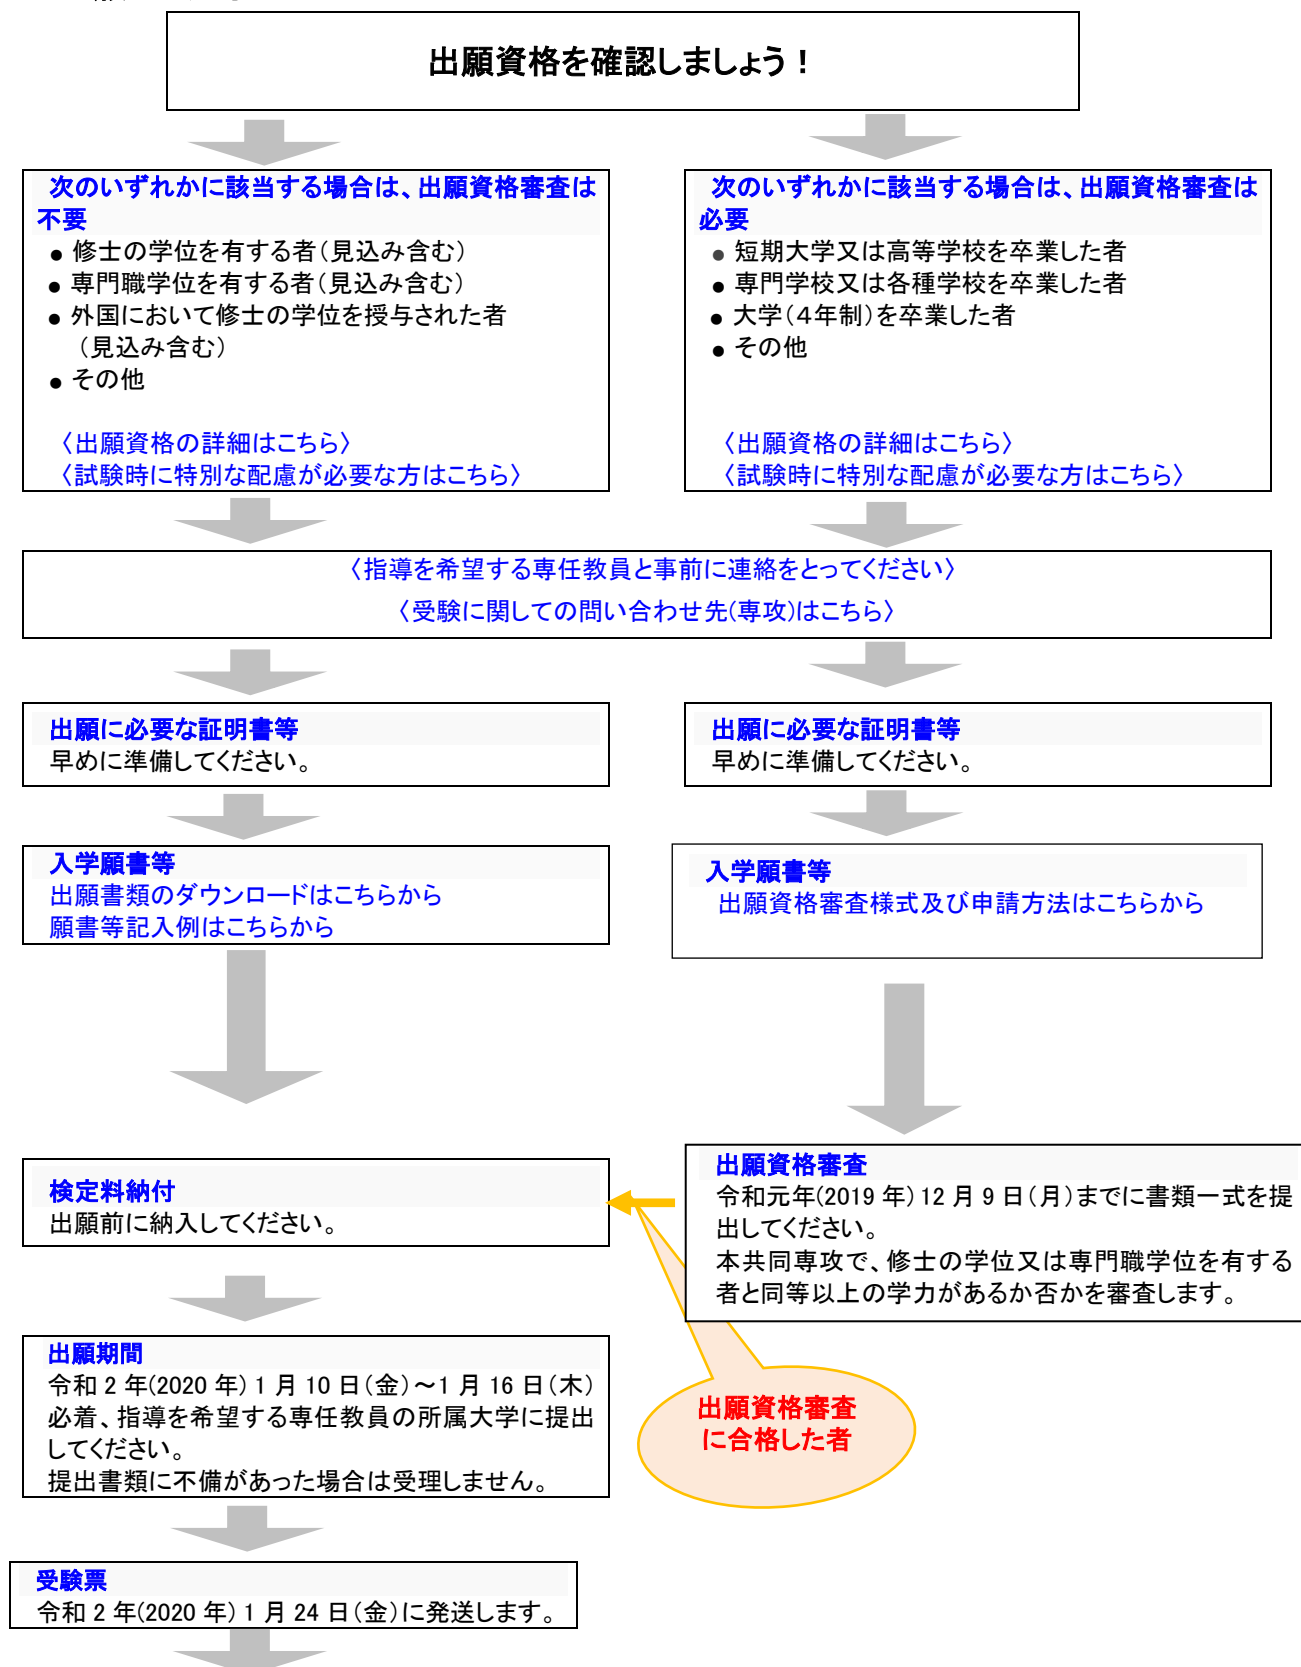 出願資格を確認しましょう！
次のいずれかに該当する場合は、出願資格審査は
不要
● 修士の学位を有する者（見込み含む）
● 専門職学位を有する者（見込み含む）
● 外国において修士の学位を授与された者
（見込み含む）
● その他
〈出願資格の詳細はこちら〉
〈試験時に特別な配慮が必要な方はこちら〉
次のいずれかに該当する場合は、出願資格審査は
必要
● 短期大学又は高等学校を卒業した者
● 専門学校又は各種学校を卒業した者
● 大学（４年制）を卒業した者
● その他
〈出願資格の詳細はこちら〉
〈試験時に特別な配慮が必要な方はこちら〉
〈指導を希望する専任教員と事前に連絡をとってください〉
〈受験に関しての問い合わせ先(専攻)はこちら〉
出願に必要な証明書等
早めに準備してください。
出願に必要な証明書等
早めに準備してください。
入学願書等
出願書類のダウンロードはこちらから
願書等記入例はこちらから
入学願書等
出願資格審査様式及び申請方法はこちらから
検定料納付
出願前に納入してください。
出願資格審査
令和元年(2019 年) 12 月 9 日（月）までに書類一式を提
出してください。
本共同専攻で、修士の学位又は専門職学位を有する
者と同等以上の学力があるか否かを審査します。
出願資格審査
に合格した者
出願期間
令和 2 年(2020 年) 1 月 10 日（金）～1 月 16 日（木）
必着、指導を希望する専任教員の所属大学に提出
してください。
提出書類に不備があった場合は受理しません。
受験票
令和 2 年(2020 年) 1 月 24 日（金）に発送します。